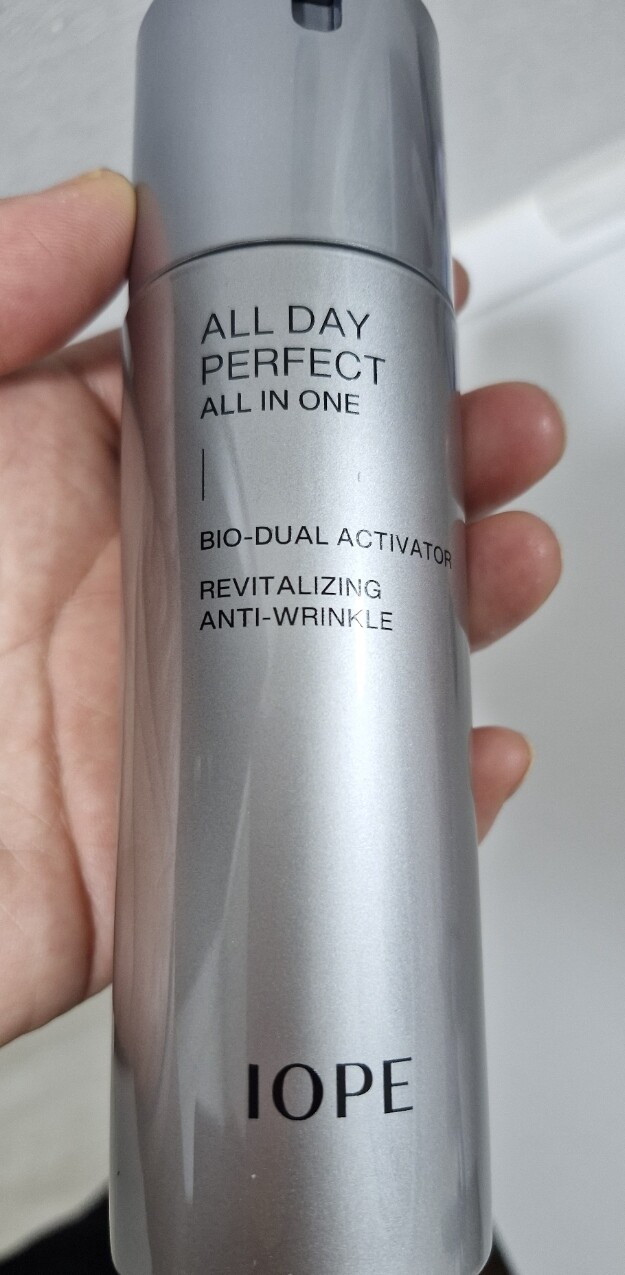 ALL DAY
PERFECT
ALL IN ONE
BIO-DUAL ACTIVATOR
REVITALIZING
ANTI-WRINKLE
IOPE